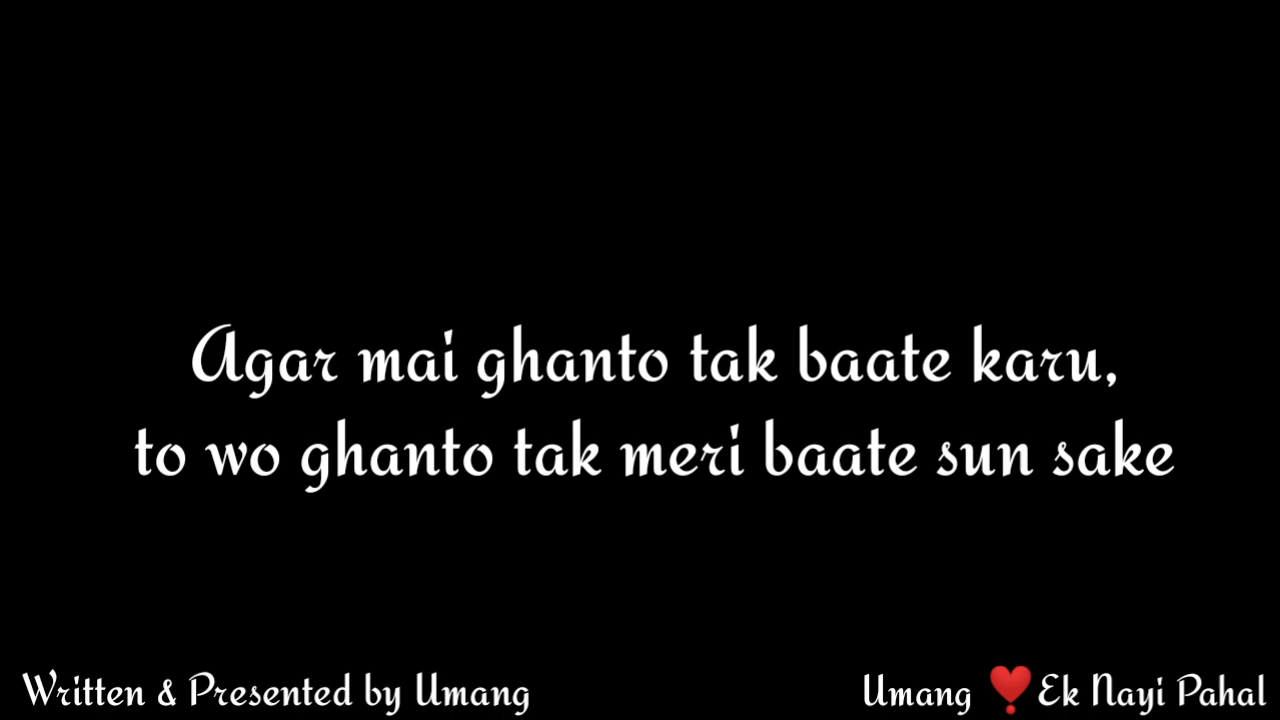 Agar mai ghanto tak baate karu,
to wo ghanto tak meri baate sun sake
Written & Presented by Umang
Umang ❣️Ek Nayi Pahal